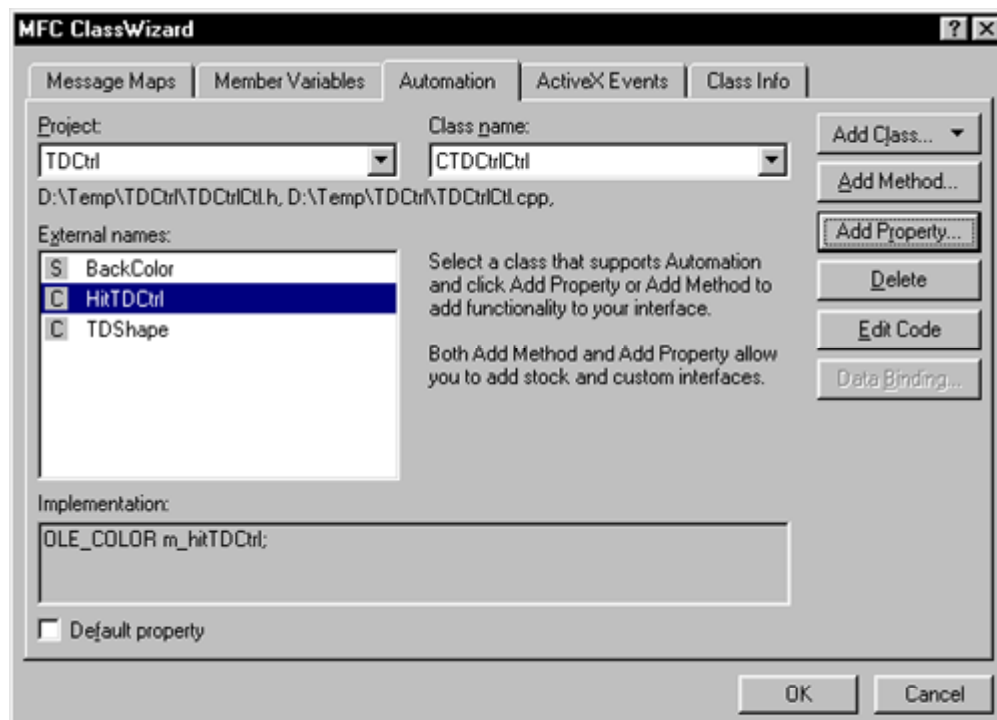 MFC ClassWizard
Message Maps
Member Variables
Automation
ActiveX Events
Class Info
Project:
Class name:
TDCtrl
CTDCtrlCtrl
D:\Temp\TDCtrl\TDCtrlCtl.h, D:\Temp\TDCtrl\TDCtrlCtl.cpp,
External names:
S BackColor
C HitTDCtrl
C TDShape
Select a class that supports Automation
and click Add Property or Add Method to
add functionality to your interface.
Both Add Method and Add Property allow
you to add stock and custom interfaces.
Add Class...
Add Method...
Add Property...
Delete
Edit Code
Data Binding...
Implementation:
OLE_COLOR m_hitTDCtrl;
Default property
OK
Cancel